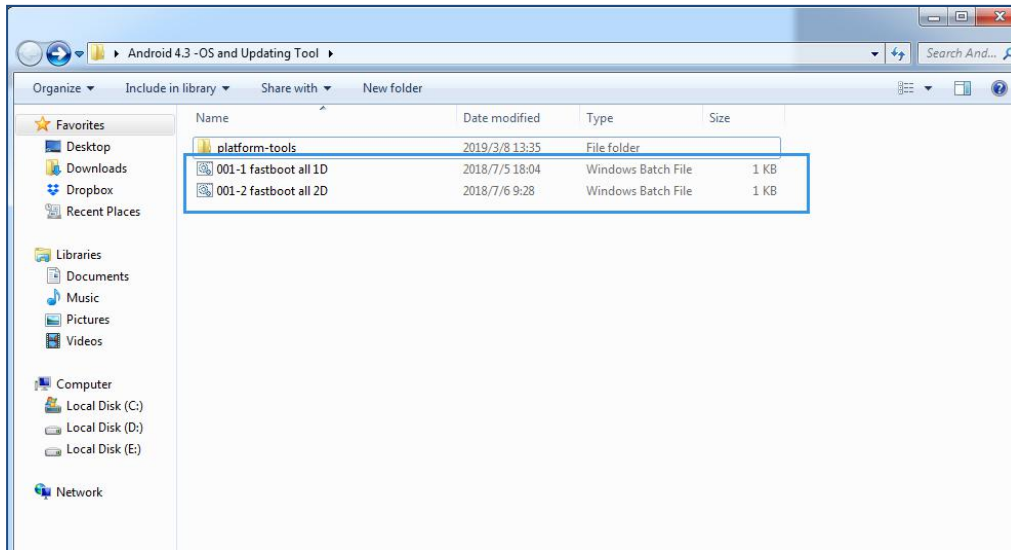 Android 4.3 -OS and Updating Tool
Search And...
Organize
Include in library
Share with
New folder
Name
Date modified
Type
Size
Favorites
Desktop
Downloads
Dropbox
Recent Places
Libraries
Documents
Music
Pictures
Videos
Computer
Local Disk (C:)
Local Disk (D:)
Local Disk (E:)
Network
platform-tools 2019/3/8 13:35 File folder
001-1 fastboot all 1D 2018/7/5 18:04 Windows Batch File 1 KB
001-2 fastboot all 2D 2018/7/6 9:28 Windows Batch File 1 KB